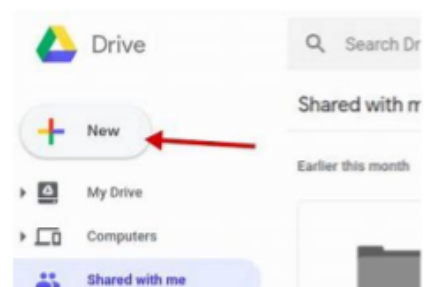 Drive
Search Dr
Shared with m
New
Earlier this month
My Drive
Computers
Shared with me